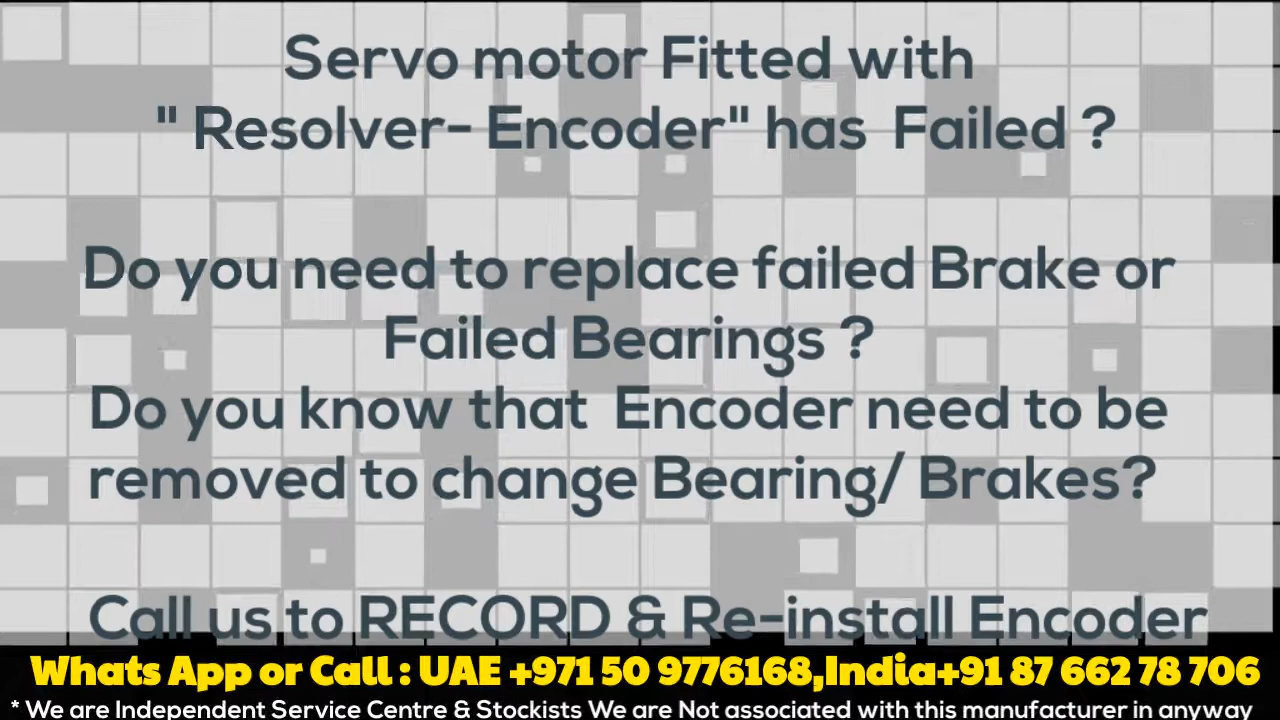 Servo motor Fitted with
" Resolver- Encoder" has Failed ?
Do you need to replace failed Brake or
Failed Bearings ?
Do you know that Encoder need to be
removed to change Bearing/ Brakes?
Call us to RECORD & Re-install Encoder
Whats App or Call : UAE +971 50 9776168,India+91 87 662 78 706
* We are Independent Service Centre & Stockists We are Not associated with this manufacturer in anyway